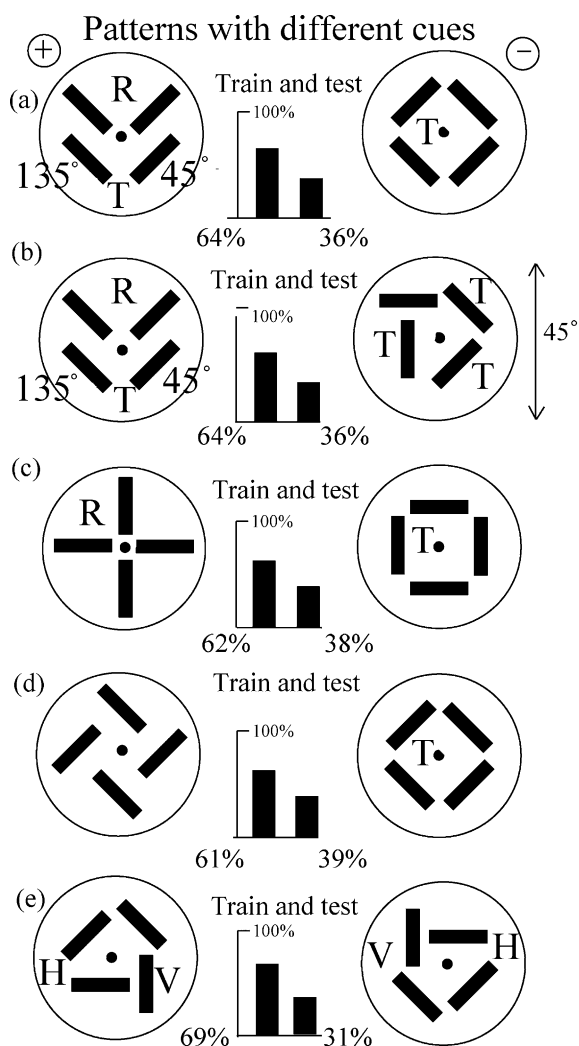 Patterns with different cues
+ −
(a) R Train and test
100%
T
135° 45°
T
64% 36%
(b)
R Train and test
T
100%
T 45°
135° 45° T
T
64% 36%
(c)
Train and test
R 100% T
62% 38%
(d) Train and test
100%
T
61% 39%
(e) Train and test
100%
H V V H
69% 31%